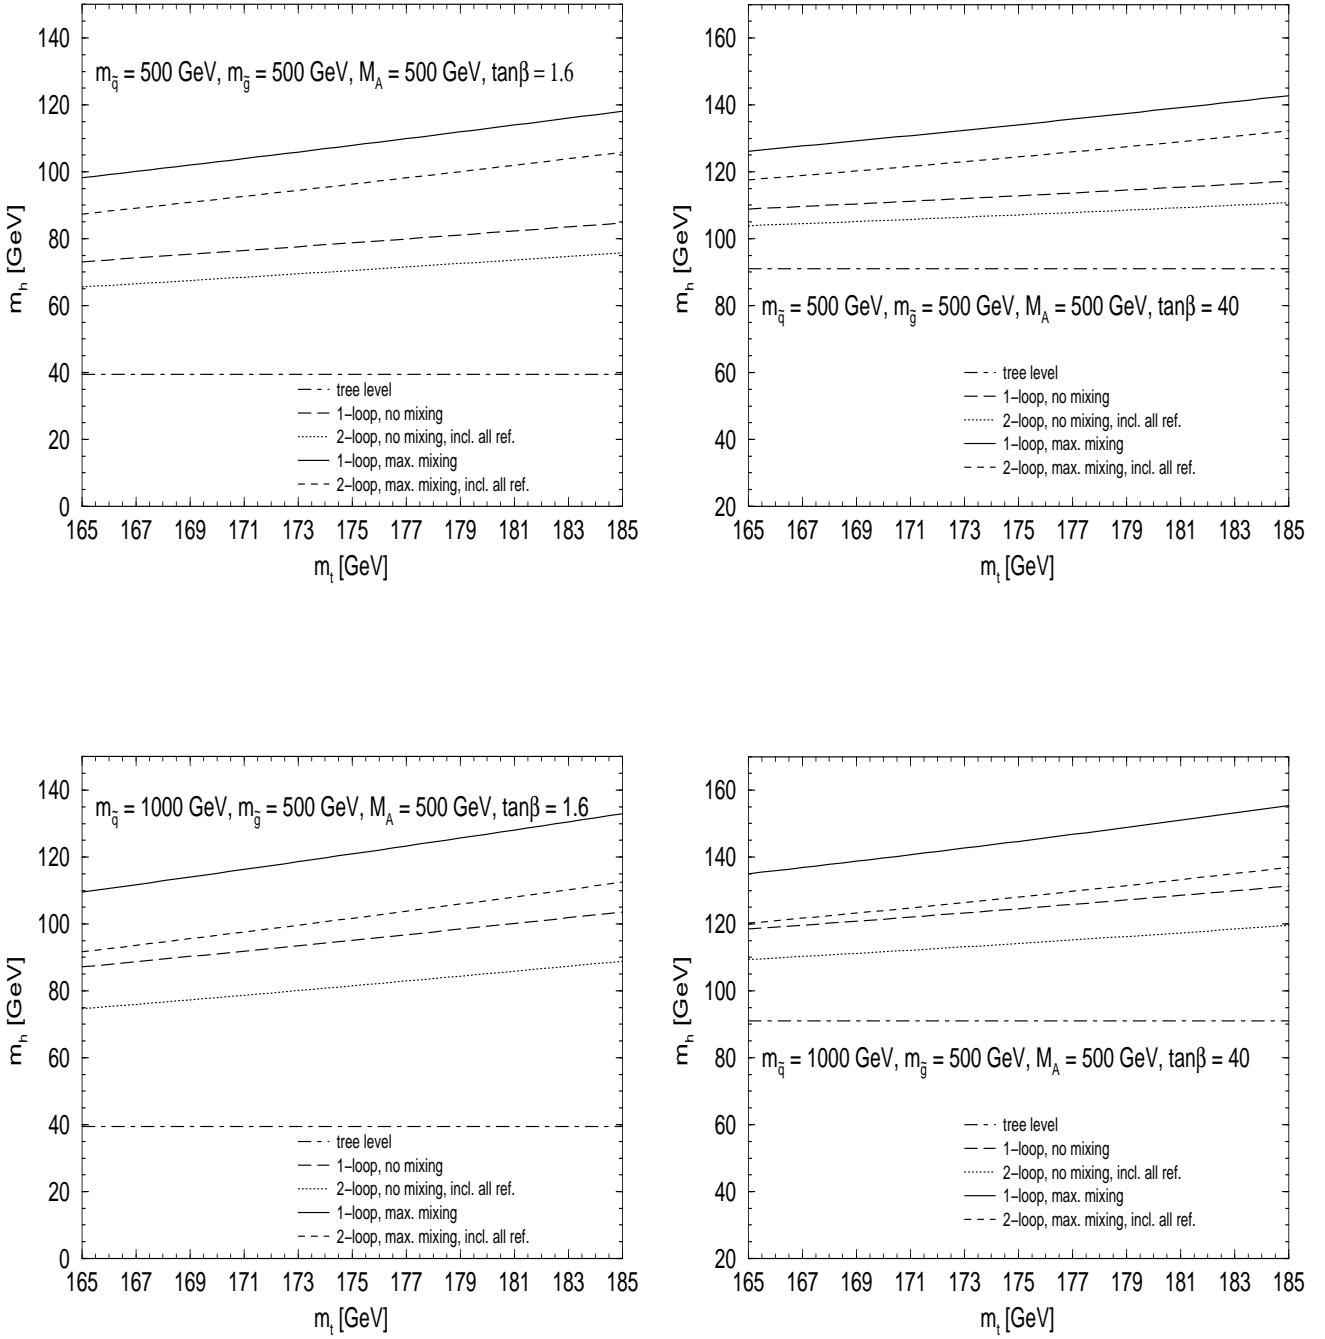 140
120
100
80
60
40
20
0
m_h [GeV]
m_q̃ = 500 GeV, m_g̃ = 500 GeV, M_A = 500 GeV, tanβ = 1.6
tree level
1−loop, no mixing
2−loop, no mixing, incl. all ref.
1−loop, max. mixing
2−loop, max. mixing, incl. all ref.
165 167 169 171 173 175 177 179 181 183 185
m_t [GeV]
160
140
120
100
80
60
40
20
m_h [GeV]
m_q̃ = 500 GeV, m_g̃ = 500 GeV, M_A = 500 GeV, tanβ = 40
tree level
1−loop, no mixing
2−loop, no mixing, incl. all ref.
1−loop, max. mixing
2−loop, max. mixing, incl. all ref.
165 167 169 171 173 175 177 179 181 183 185
m_t [GeV]
140
120
100
80
60
40
20
0
m_h [GeV]
m_q̃ = 1000 GeV, m_g̃ = 500 GeV, M_A = 500 GeV, tanβ = 1.6
tree level
1−loop, no mixing
2−loop, no mixing, incl. all ref.
1−loop, max. mixing
2−loop, max. mixing, incl. all ref.
165 167 169 171 173 175 177 179 181 183 185
m_t [GeV]
160
140
120
100
80
60
40
20
m_h [GeV]
m_q̃ = 1000 GeV, m_g̃ = 500 GeV, M_A = 500 GeV, tanβ = 40
tree level
1−loop, no mixing
2−loop, no mixing, incl. all ref.
1−loop, max. mixing
2−loop, max. mixing, incl. all ref.
165 167 169 171 173 175 177 179 181 183 185
m_t [GeV]